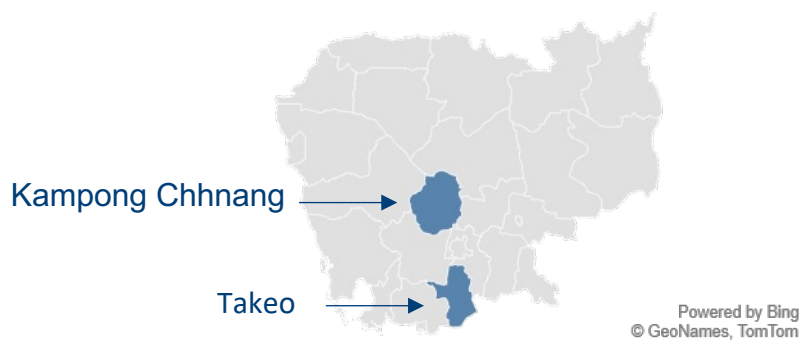 Kampong Chhnang
Takeo
Powered by Bing
© GeoNames, TomTom